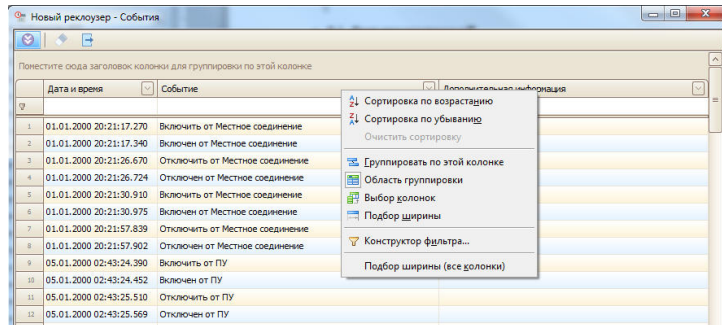 Новый реклоузер - События
Поместите сюда заголовок колонки для группировки по этой колонке
Дата и время Событие Дополнительная информация
1 01.01.2000 20:21:17.270 Включить от Местное соединение
2 01.01.2000 20:21:17.340 Включен от Местное соединение
3 01.01.2000 20:21:26.670 Отключить от Местное соединение
4 01.01.2000 20:21:26.724 Отключен от Местное соединение
5 01.01.2000 20:21:30.910 Включить от Местное соединение
6 01.01.2000 20:21:30.975 Включен от Местное соединение
7 01.01.2000 20:21:57.839 Отключить от Местное соединение
8 01.01.2000 20:21:57.902 Отключен от Местное соединение
9 05.01.2000 02:43:24.390 Включить от ПУ
10 05.01.2000 02:43:24.452 Включен от ПУ
11 05.01.2000 02:43:25.510 Отключить от ПУ
12 05.01.2000 02:43:25.569 Отключен от ПУ
Сортировка по возрастанию
Сортировка по убыванию
Очистить сортировку
Группировать по этой колонке
Область группировки
Выбор колонок
Подбор ширины
Конструктор фильтра...
Подбор ширины (все колонки)